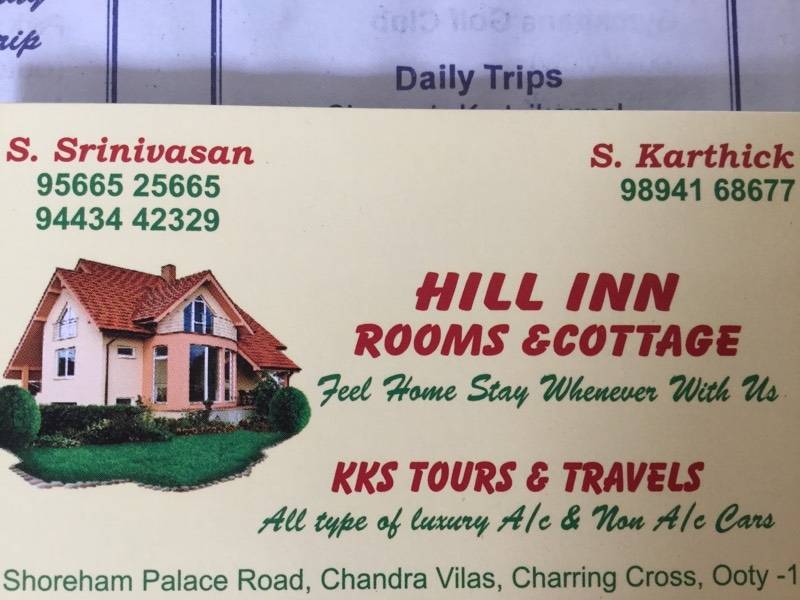 Daily Trips
S. Srinivasan
95665 25665
94434 42329
S. Karthick
98941 68677
HILL INN
ROOMS &COTTAGE
Feel Home Stay Whenever With Us
KKS TOURS & TRAVELS
All type of luxury A/c & Non A/c Cars
Shoreham Palace Road, Chandra Vilas, Charring Cross, Ooty -1